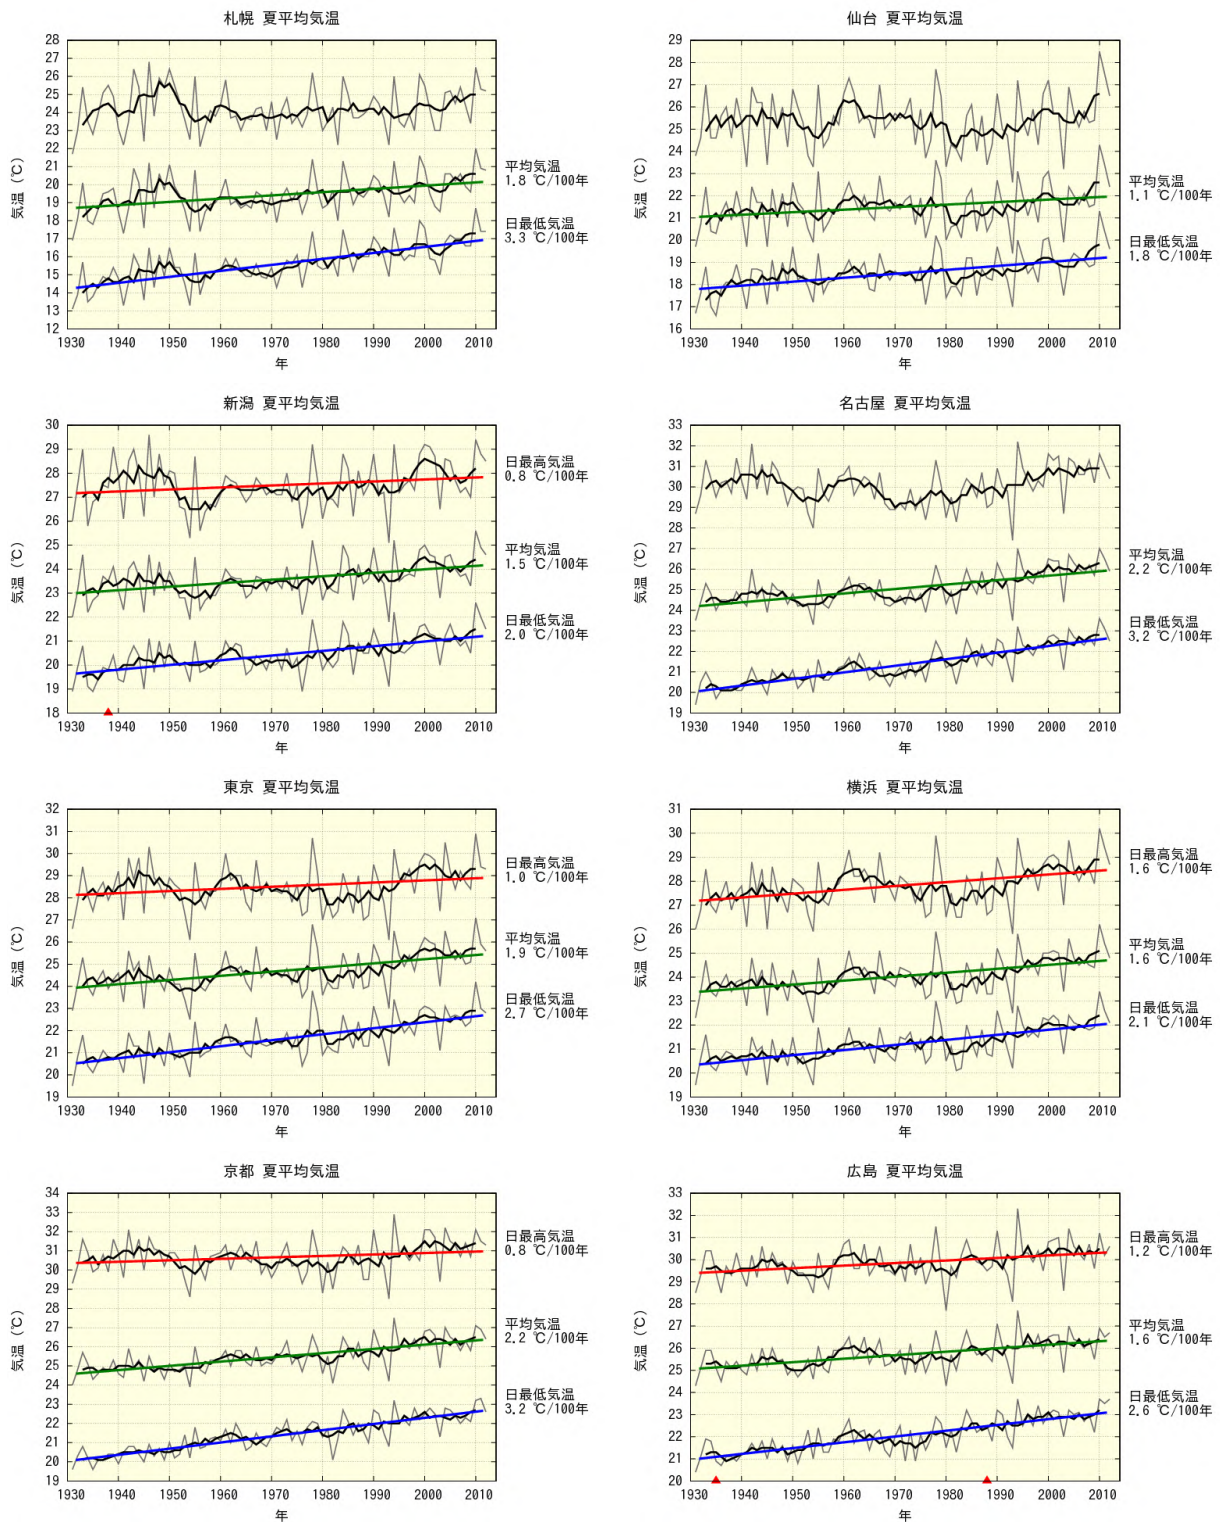 札幌 夏平均気温
28
27
26
25
24
23
22
21
20
19
18
17
16
15
14
13
12
気温 (℃)
平均気温
1.8 ℃/100年
日最低気温
3.3 ℃/100年
1930 1940 1950 1960 1970 1980 1990 2000 2010
年
仙台 夏平均気温
29
28
27
26
25
24
23
22
21
20
19
18
17
16
気温 (℃)
平均気温
1.1 ℃/100年
日最低気温
1.8 ℃/100年
1930 1940 1950 1960 1970 1980 1990 2000 2010
年
新潟 夏平均気温
30
29
28
27
26
25
24
23
22
21
20
19
18
気温 (℃)
日最高気温
0.8 ℃/100年
平均気温
1.5 ℃/100年
日最低気温
2.0 ℃/100年
1930 1940 1950 1960 1970 1980 1990 2000 2010
年
名古屋 夏平均気温
33
32
31
30
29
28
27
26
25
24
23
22
21
20
19
気温 (℃)
平均気温
2.2 ℃/100年
日最低気温
3.2 ℃/100年
1930 1940 1950 1960 1970 1980 1990 2000 2010
年
東京 夏平均気温
32
31
30
29
28
27
26
25
24
23
22
21
20
19
気温 (℃)
日最高気温
1.0 ℃/100年
平均気温
1.9 ℃/100年
日最低気温
2.7 ℃/100年
1930 1940 1950 1960 1970 1980 1990 2000 2010
年
横浜 夏平均気温
31
30
29
28
27
26
25
24
23
22
21
20
19
気温 (℃)
日最高気温
1.6 ℃/100年
平均気温
1.6 ℃/100年
日最低気温
2.1 ℃/100年
1930 1940 1950 1960 1970 1980 1990 2000 2010
年
京都 夏平均気温
34
33
32
31
30
29
28
27
26
25
24
23
22
21
20
19
気温 (℃)
日最高気温
0.8 ℃/100年
平均気温
2.2 ℃/100年
日最低気温
3.2 ℃/100年
1930 1940 1950 1960 1970 1980 1990 2000 2010
年
広島 夏平均気温
33
32
31
30
29
28
27
26
25
24
23
22
21
20
気温 (℃)
日最高気温
1.2 ℃/100年
平均気温
1.6 ℃/100年
日最低気温
2.6 ℃/100年
1930 1940 1950 1960 1970 1980 1990 2000 2010
年